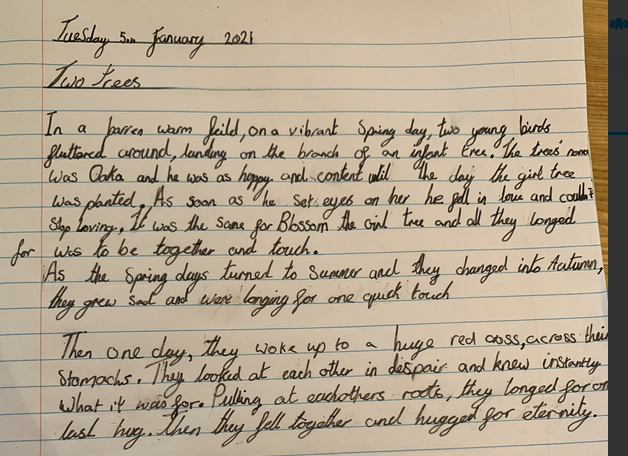 Tuesday 5th January 2021
Two Trees
In a barren warm feild, on a vibrant Spring day, two young birds
fluttered around, landing on the branch of an infant tree. The trees' name
was Oaka and he was as happy and content until the day the girl tree
was planted. As soon as he set eyes on her he fell in love and couldn't
stop loving. It was the same for Blossom the Girl tree and all they longed
for was to be together and touch.
As the Spring days turned to Summer and they changed into Autumn,
they grew sad and were longing for one quick touch
Then one day, they woke up to a huge red cross, across their
stomachs. They looked at each other in despair and knew instantly
what it was for. Pulling at eachothers roots, they longed for on
last hug. Then they fell together and hugged for eternity.